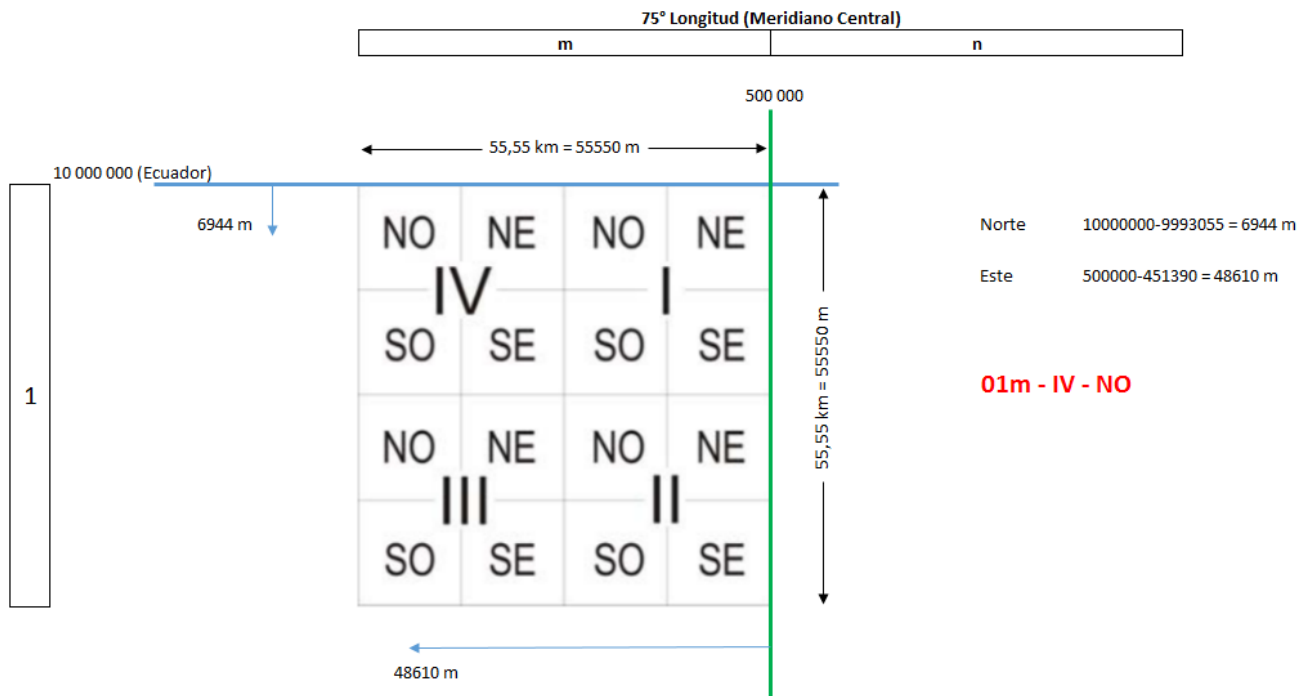 75° Longitud (Meridiano Central)
m n
500 000
55,55 km = 55550 m
10 000 000 (Ecuador)
6944 m
NO NE NO NE
Norte 10000000-9993055 = 6944 m
IV I
Este 500000-451390 = 48610 m
SO SE SO SE
55,55 km = 55550 m
01m - IV - NO
1
NO NE NO NE
III II
SO SE SO SE
48610 m